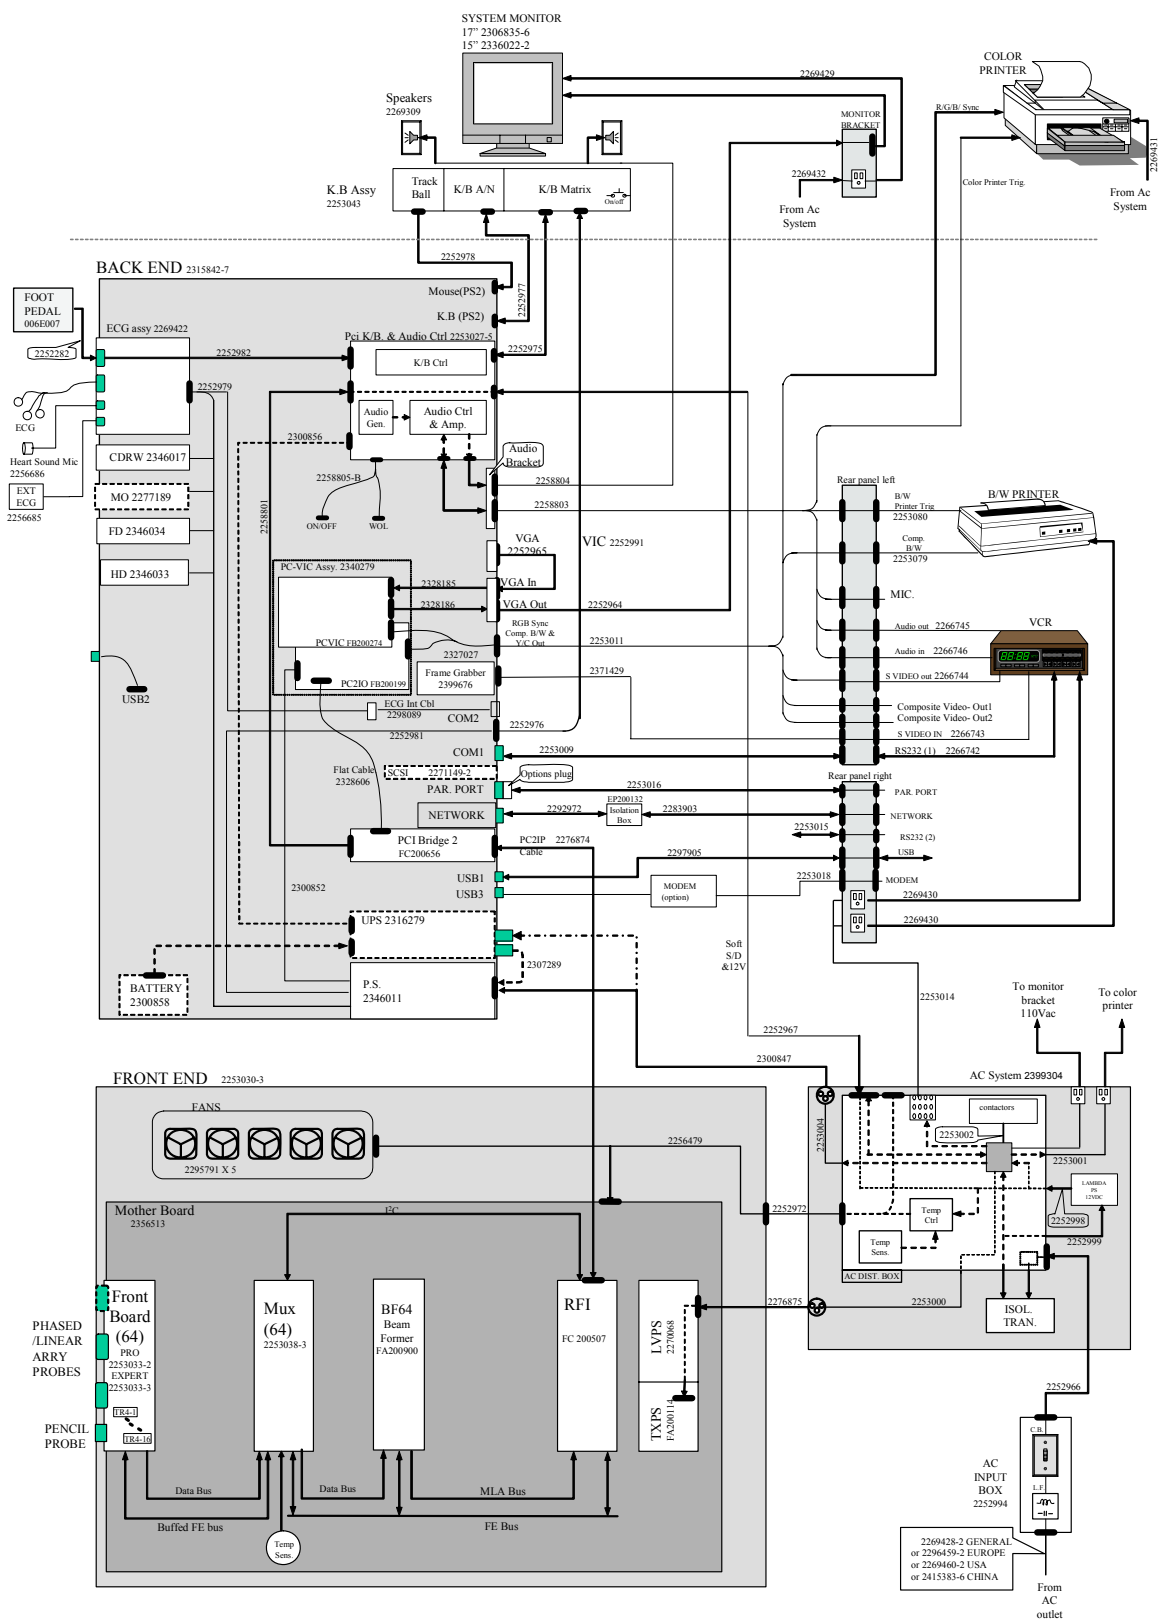 SYSTEM MONITOR
17” 2306835-6
15” 2336022-2
COLOR
PRINTER
2269429
R/G/B/ Sync
Speakers
2269309
MONITOR
BRACKET
2269431
2269432
Color Printer Trig.
K.B Assy
2253043
Track
Ball
K/B A/N
K/B Matrix
On/off
From Ac
System
From Ac
System
2252978
2252977
BACK END 2315842-7
Mouse(PS2)
FOOT
PEDAL
006E007
K.B (PS2)
ECG assy 2269422
Pci K/B. & Audio Ctrl 2253027-5
2252282
2252982
K/B Ctrl
2252975
2252979
Audio
Gen.
Audio Ctrl
& Amp.
ECG
2300856
Audio
Bracket
Heart Sound Mic
2256686
CDRW 2346017
2258805-B
2258804
Rear panel left
EXT
ECG
2256685
MO 2277189
2258801
2258803
B/W
Printer Trig
2253080
B/W PRINTER
ON/OFF
WOL
FD 2346034
VGA
2252965
VIC 2252991
Comp.
B/W
2253079
HD 2346033
PC-VIC Assy. 2340279
2328185
VGA In
2328186
VGA Out
2252964
MIC.
RGB Sync
Comp. B/W &
Y/C Out
Audio out 2266745
VCR
PCVIC FB200274
2253011
2327027
Audio in 2266746
Frame Grabber
2399676
2371429
S VIDEO out 2266744
PC2IO FB200199
USB2
ECG Int Cbl
2298089
COM2
2252976
Composite Video- Out1
Composite Video- Out2
2252981
S VIDEO IN 2266743
COM1
2253009
RS232 (1) 2266742
Flat Cable
2328606
SCSI 2271149-2
Options plug
Rear panel right
PAR. PORT
2253016
PAR. PORT
NETWORK
2292972
EP200132
Isolation
Box
2283903
NETWORK
2253015
RS232 (2)
PCI Bridge 2
FC200656
PC2IP 2276874
Cable
2297905
USB
USB1
2253018
MODEM
2300852
USB3
MODEM
(option)
2269430
UPS 2316279
2269430
2307289
Soft
S/D
&12V
BATTERY
2300858
P.S.
2346011
2253014
To monitor
bracket
110Vac
To color
printer
2252967
2300847
FRONT END 2253030-3
AC System 2399304
FANS
contactors
2253004
2253002
2256479
2253001
2295791 X 5
LAMBDA
PS
12VDC
Mother Board
2356513
I²C
2252972
Temp
Ctrl
2252998
2252999
Temp
Sens.
AC DIST. BOX
Front
Board
(64)
PRO
2253033-2
EXPERT
2253033-3
Mux
(64)
2253038-3
BF64
Beam
Former
FA200900
RFI
FC 200507
LVPS
2270068
2276875
2253000
ISOL.
TRAN.
PHASED
/LINEAR
ARRY
PROBES
TXPS
FA200114
2252966
TR4-1
TR4-16
PENCIL
PROBE
C.B.
AC
INPUT
BOX
2252994
L.F.
Data Bus
Data Bus
MLA Bus
Buffed FE bus
FE Bus
Temp
Sens.
2269428-2 GENERAL
or 2296459-2 EUROPE
or 2269460-2 USA
or 2415383-6 CHINA
From
AC
outlet